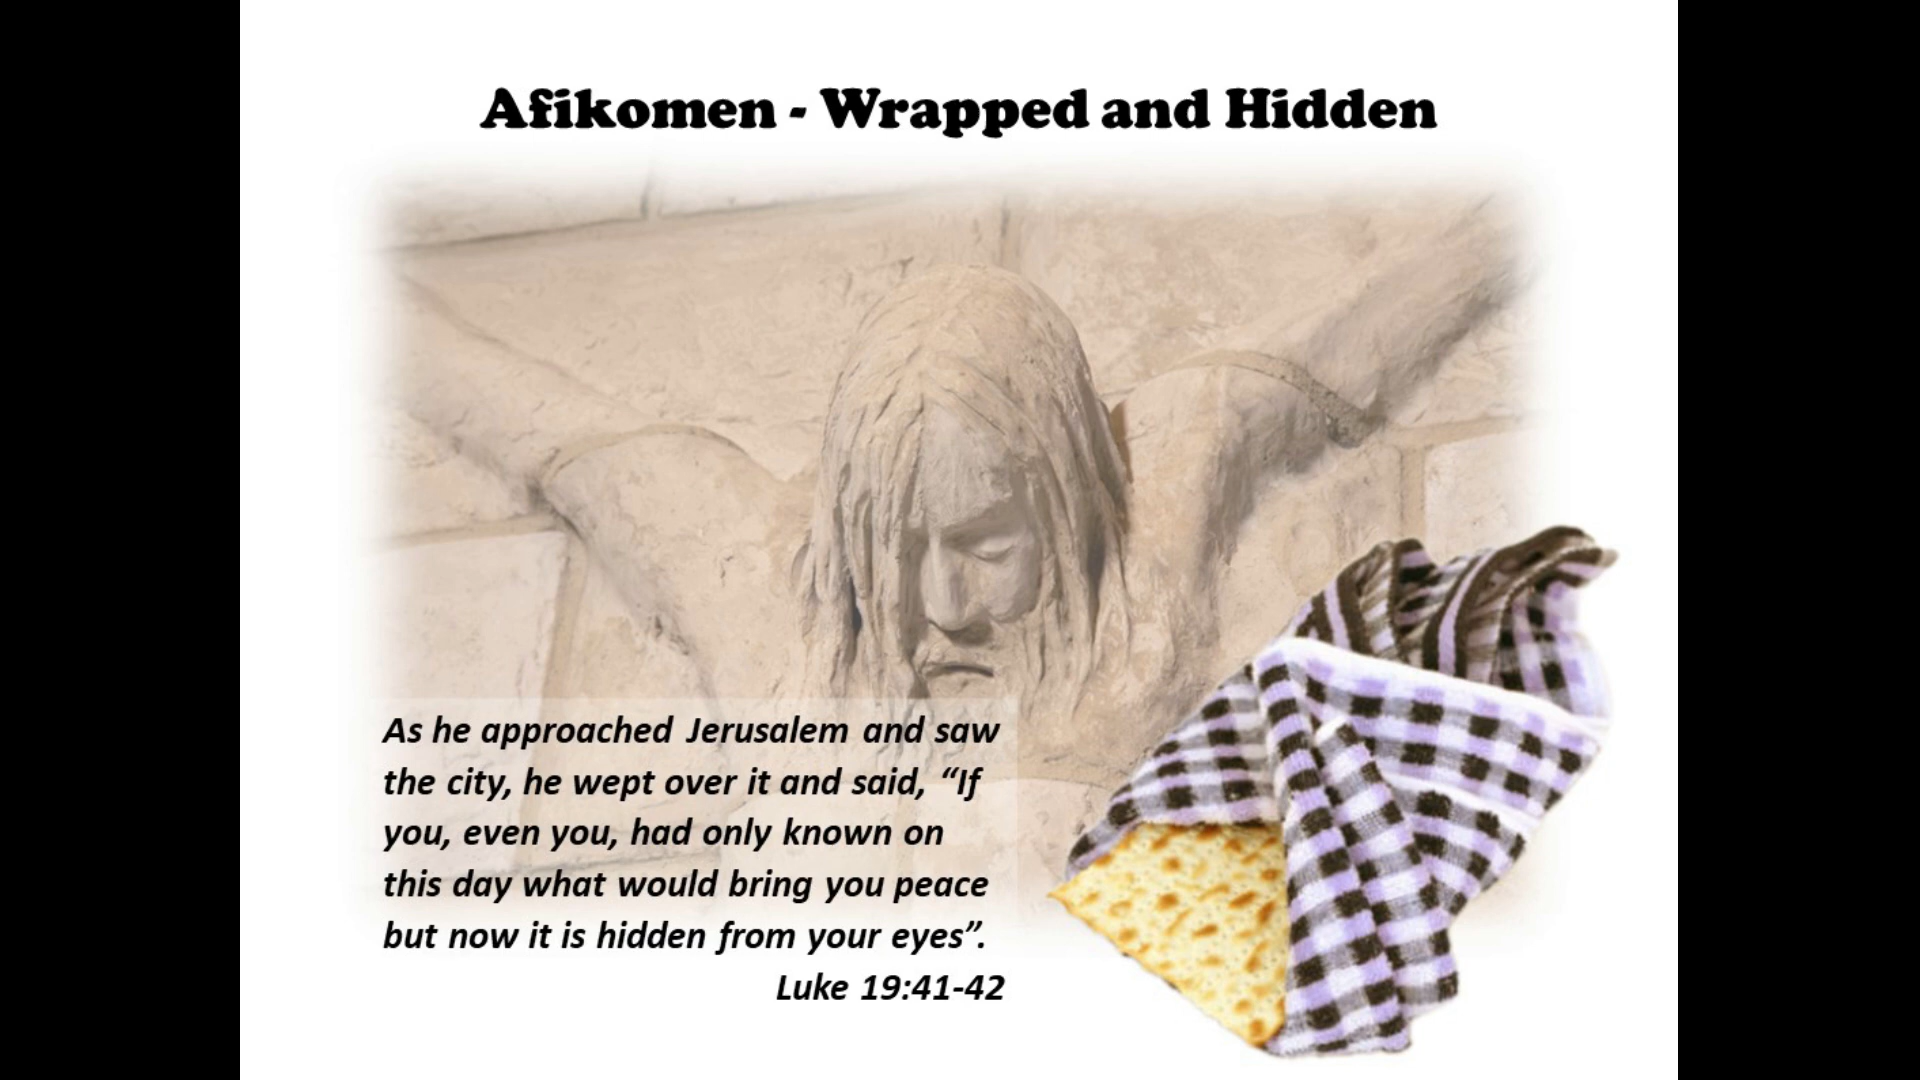 Afikomen - Wrapped and Hidden
As he approached Jerusalem and saw
the city, he wept over it and said, “If
you, even you, had only known on
this day what would bring you peace
but now it is hidden from your eyes”.
Luke 19:41-42